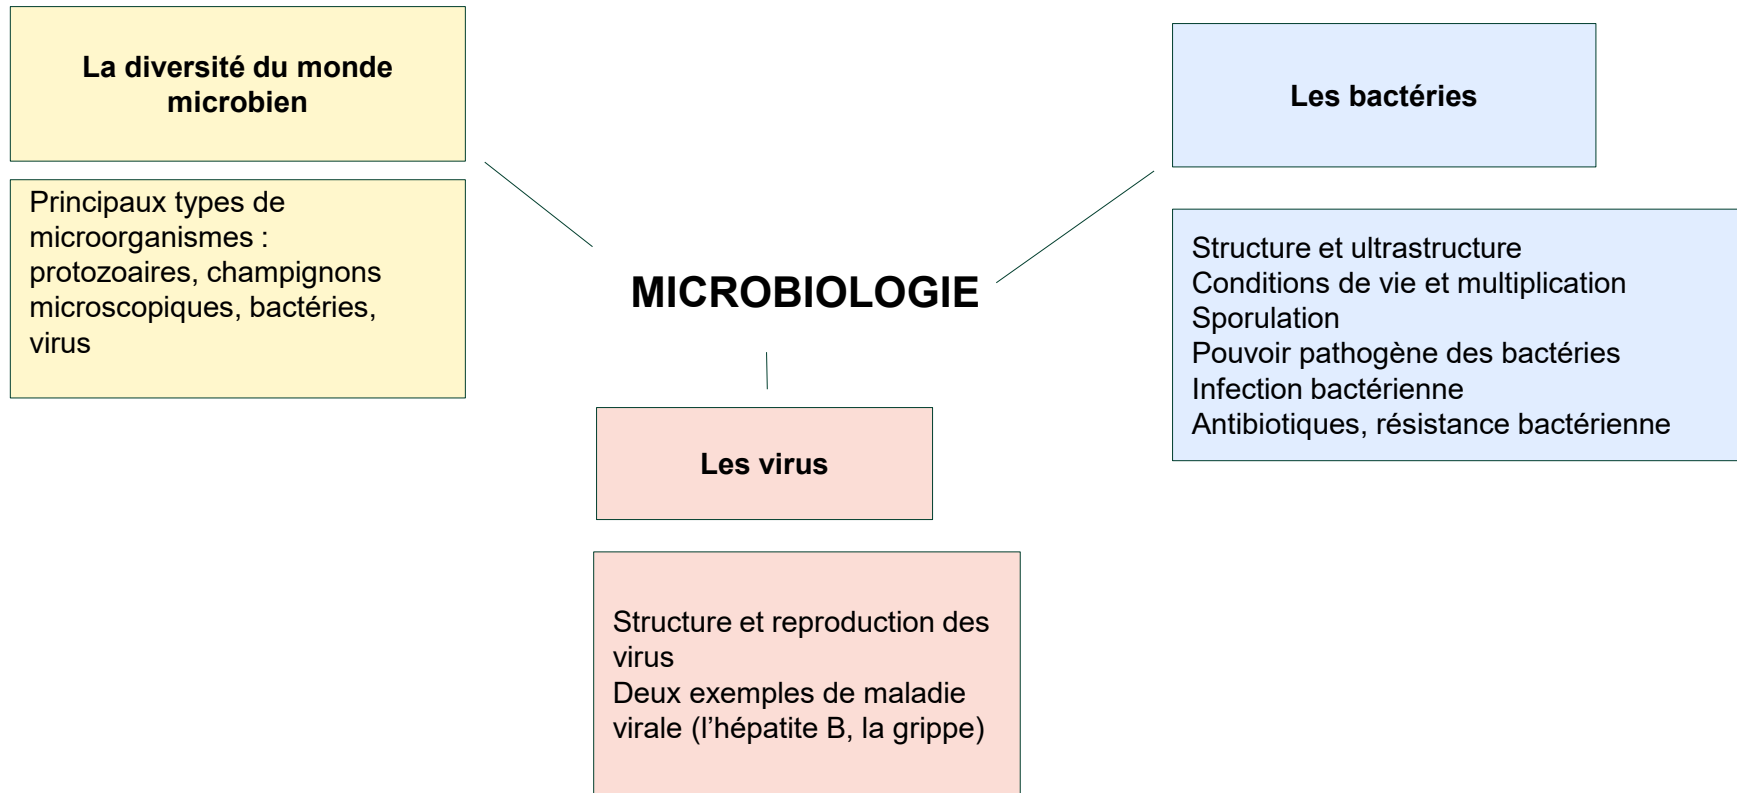 La diversité du monde
microbien
Principaux types de
microorganismes :
protozoaires, champignons
microscopiques, bactéries,
virus
MICROBIOLOGIE
Les bactéries
Structure et ultrastructure
Conditions de vie et multiplication
Sporulation
Pouvoir pathogène des bactéries
Infection bactérienne
Antibiotiques, résistance bactérienne
Les virus
Structure et reproduction des
virus
Deux exemples de maladie
virale (l’hépatite B, la grippe)